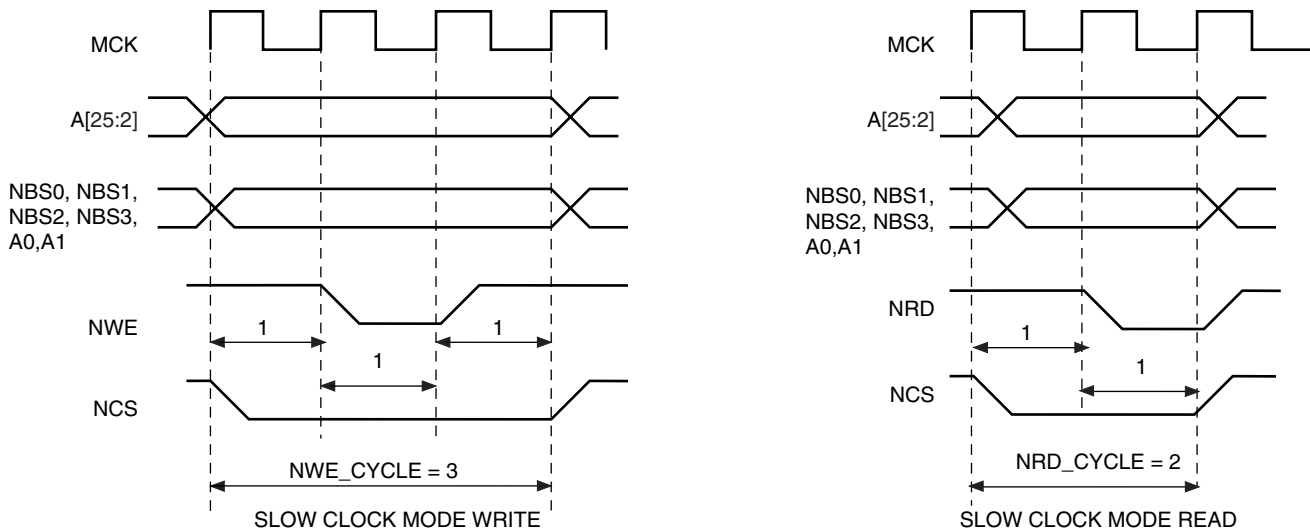 MCK
A[25:2]
NBS0, NBS1,
NBS2, NBS3,
A0,A1
NWE
1
1
1
NCS
NWE_CYCLE = 3
SLOW CLOCK MODE WRITE
MCK
A[25:2]
NBS0, NBS1,
NBS2, NBS3,
A0,A1
NRD
1
1
NCS
NRD_CYCLE = 2
SLOW CLOCK MODE READ